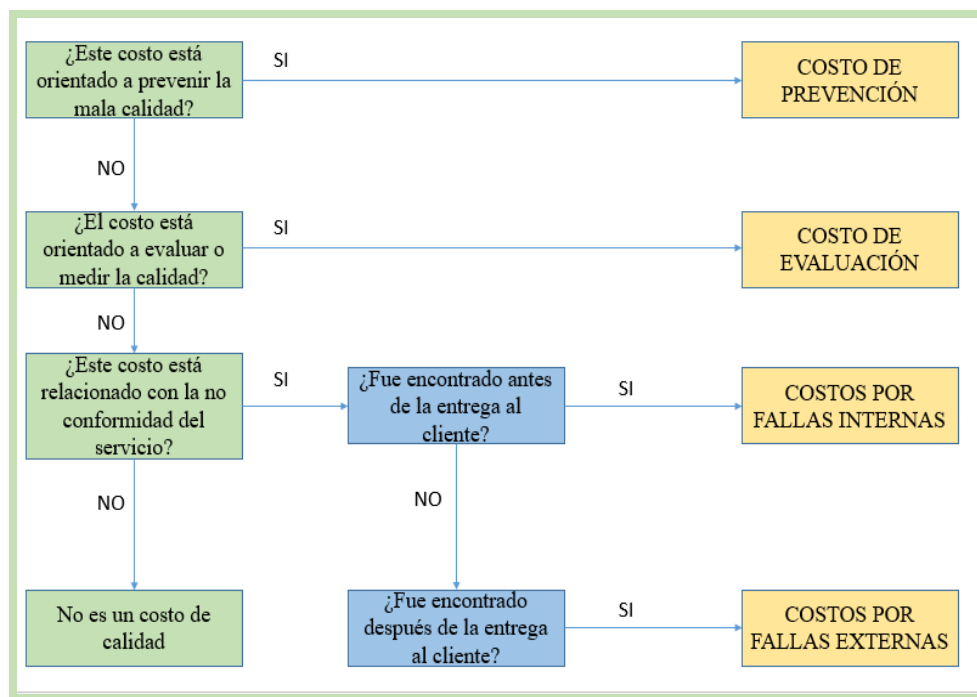 ¿Este costo está
orientado a prevenir la
mala calidad?
SI
COSTO DE
PREVENCIÓN
NO
¿El costo está
orientado a evaluar o
medir la calidad?
SI
COSTO DE
EVALUACIÓN
NO
¿Este costo está
relacionado con la no
conformidad del
servicio?
SI
¿Fue encontrado antes
de la entrega al
cliente?
SI
COSTOS POR
FALLAS INTERNAS
NO
NO
No es un costo de
calidad
¿Fue encontrado
después de la entrega
al cliente?
SI
COSTOS POR
FALLAS EXTERNAS